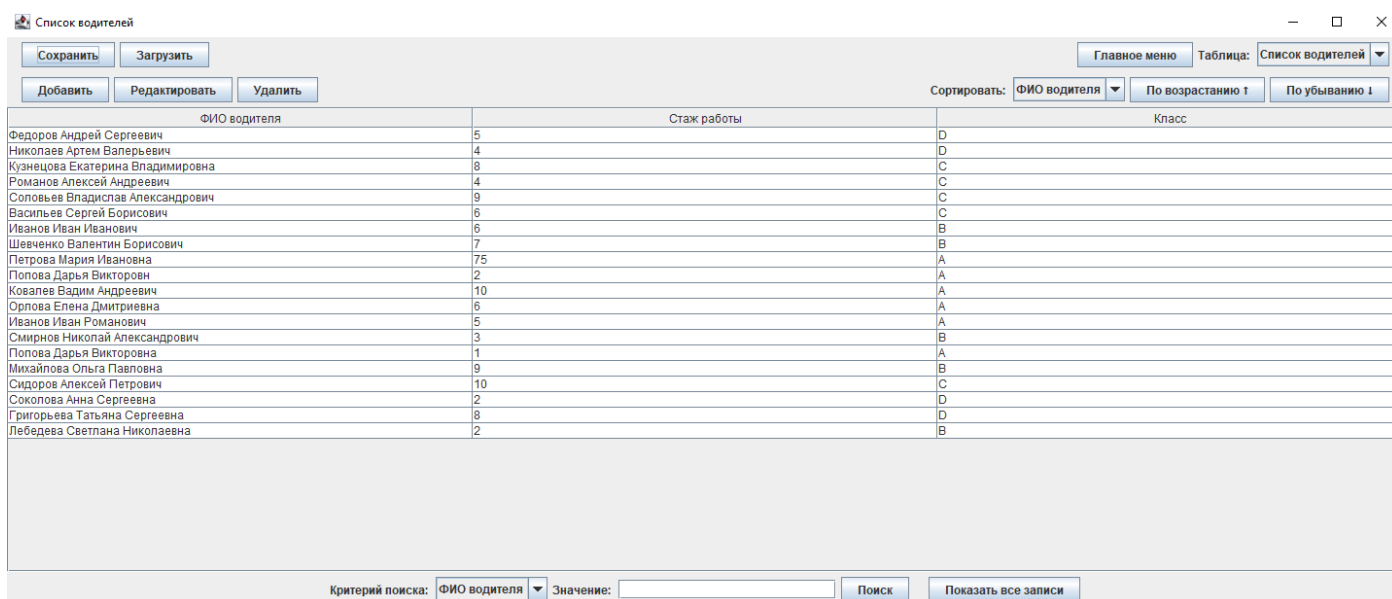 Список водителей
Сохранить Загрузить Главное меню Таблица: Список водителей
Добавить Редактировать Удалить Сортировать: ФИО водителя По возрастанию ↑ По убыванию ↓
ФИО водителя Стаж работы Класс
Федоров Андрей Сергеевич 5 D
Николаев Артем Валерьевич 4 D
Кузнецова Екатерина Владимировна 8 C
Романов Алексей Андреевич 4 C
Соловьев Владислав Александрович 9 C
Васильев Сергей Борисович 6 C
Иванов Иван Иванович 6 B
Шевченко Валентин Борисович 7 B
Петрова Мария Ивановна 75 A
Попова Дарья Викторовн 2 A
Ковалев Вадим Андреевич 10 A
Орлова Елена Дмитриевна 6 A
Иванов Иван Романович 5 A
Смирнов Николай Александрович 3 B
Попова Дарья Викторовна 1 A
Михайлова Ольга Павловна 9 B
Сидоров Алексей Петрович 10 C
Соколова Анна Сергеевна 2 D
Григорьева Татьяна Сергеевна 8 D
Лебедева Светлана Николаевна 2 B
Критерий поиска: ФИО водителя Значение: Поиск Показать все записи